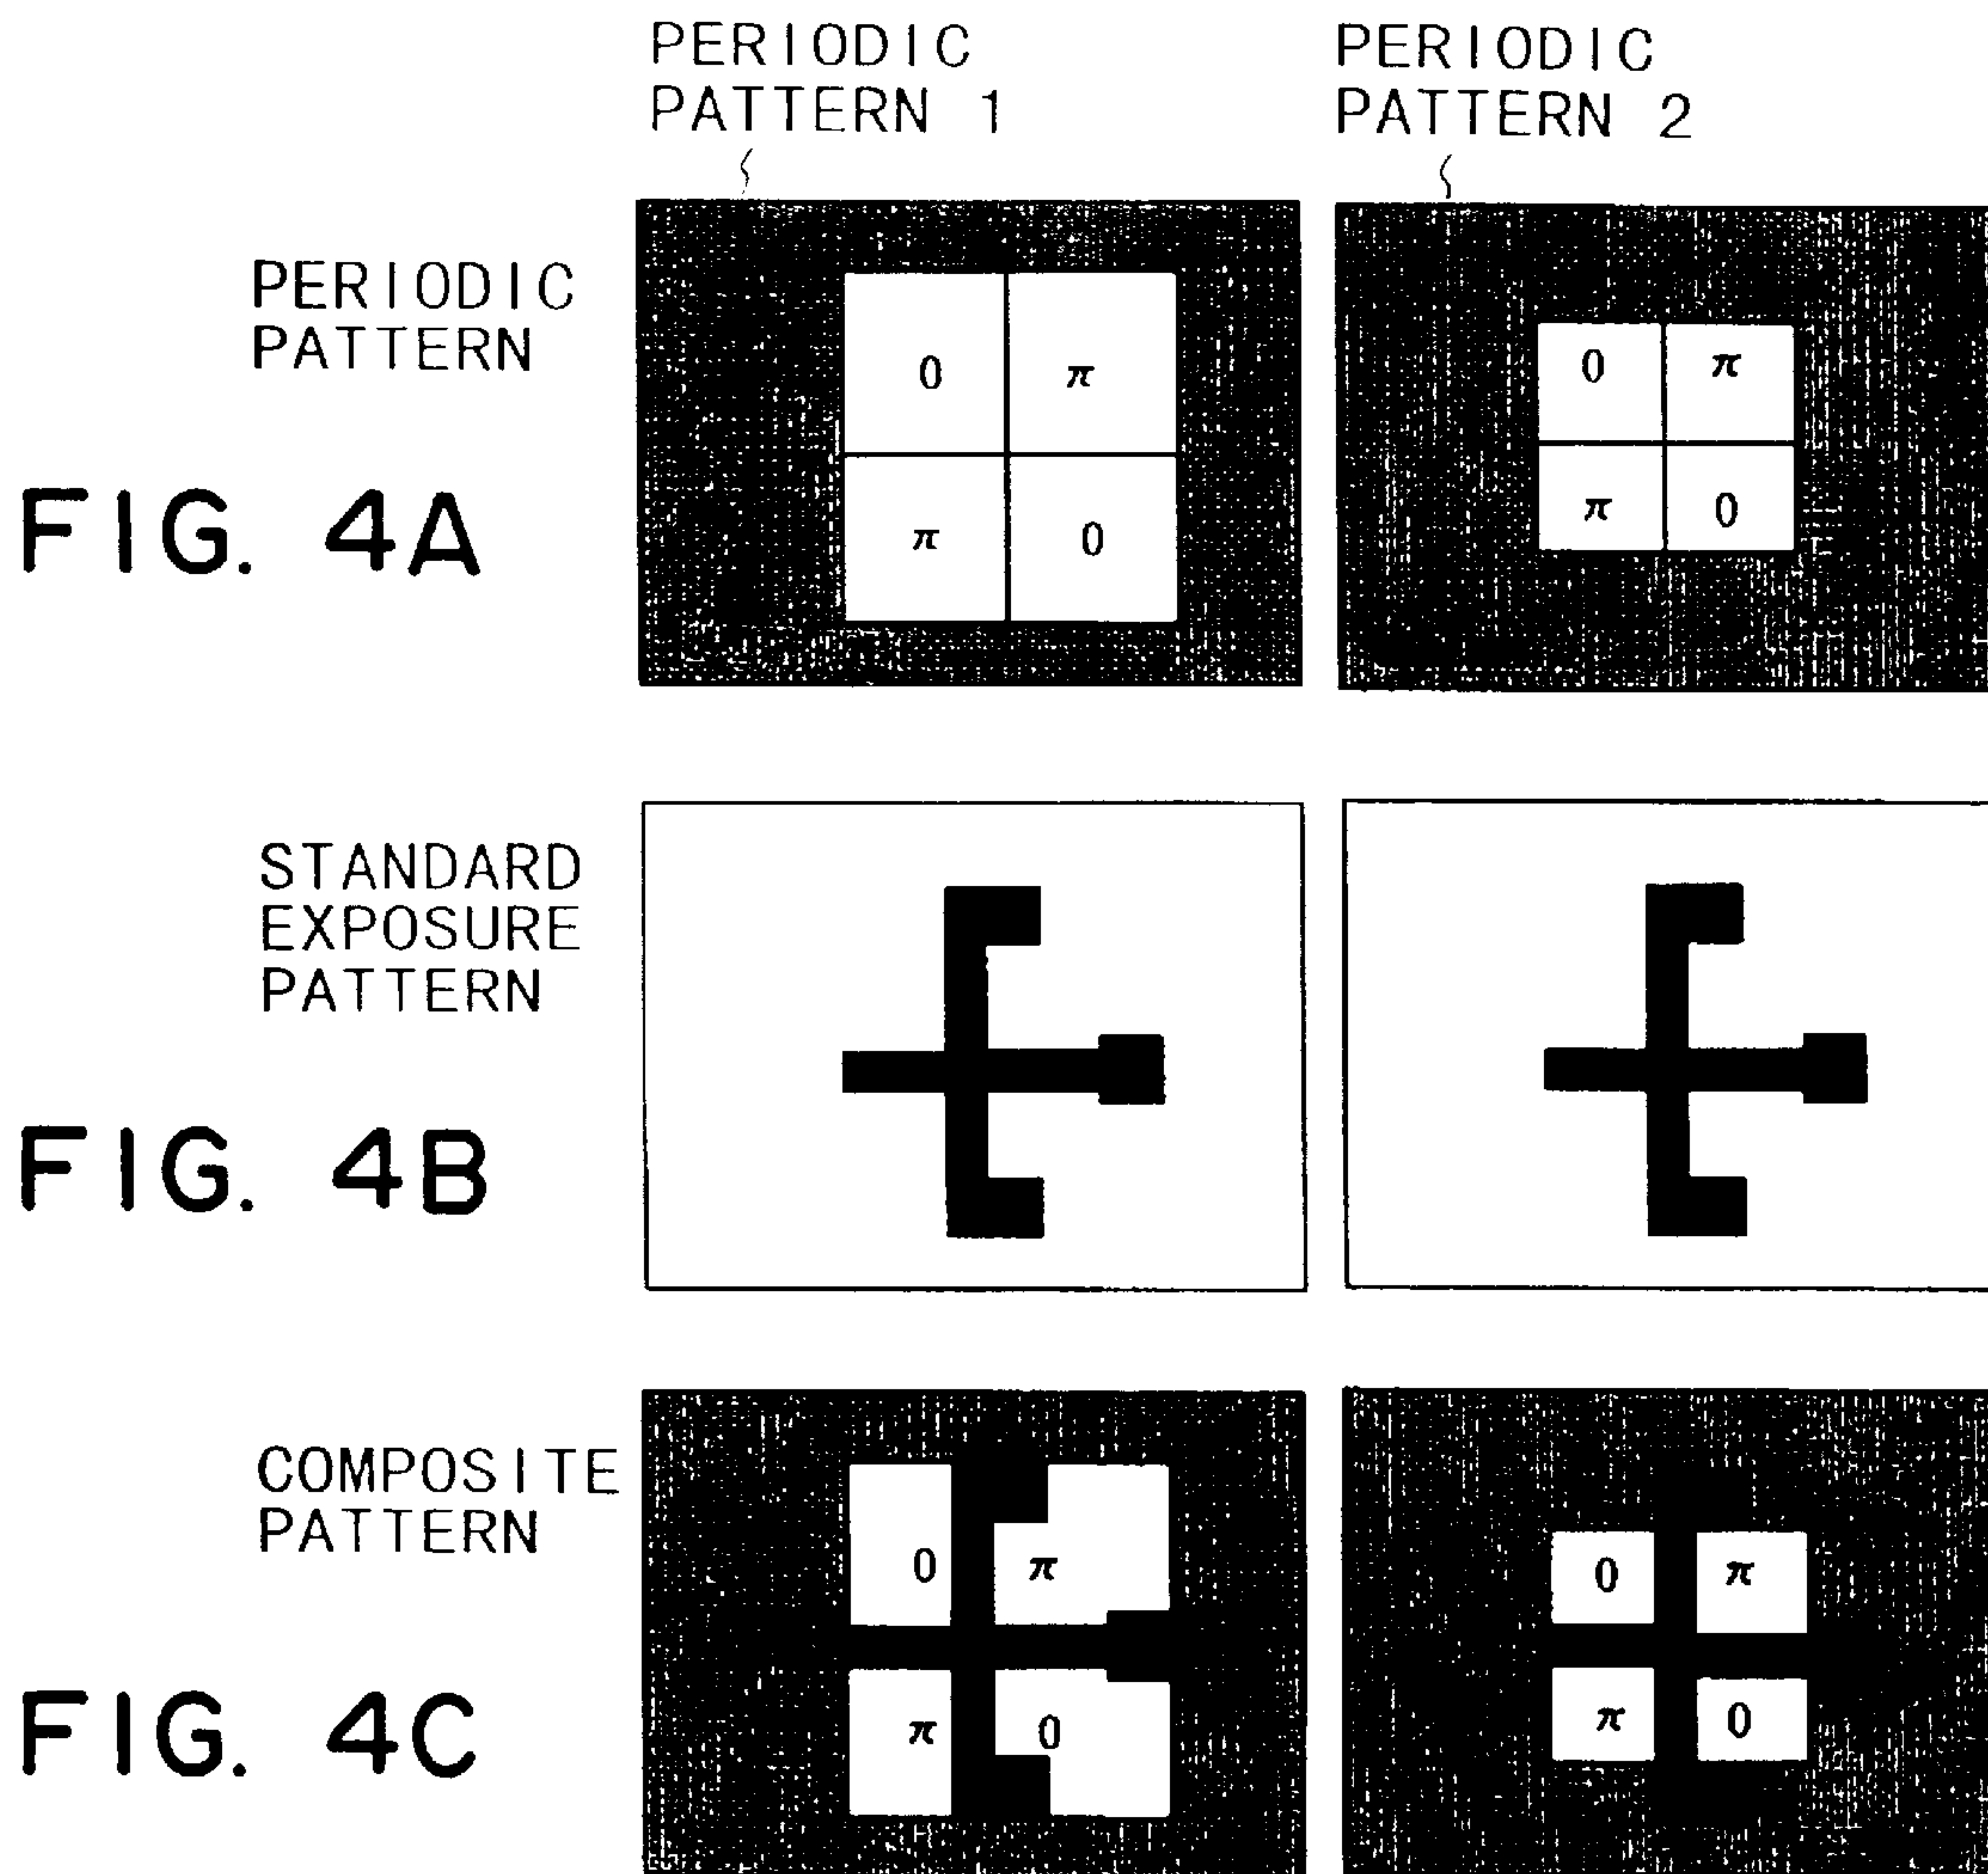 PERIODIC
PATTERN 1
PERIODIC
PATTERN 2
PERIODIC
PATTERN
FIG. 4A
0 π
π 0
0 π
π 0
STANDARD
EXPOSURE
PATTERN
FIG. 4B
COMPOSITE
PATTERN
FIG. 4C
0 π
π 0
0 π
π 0